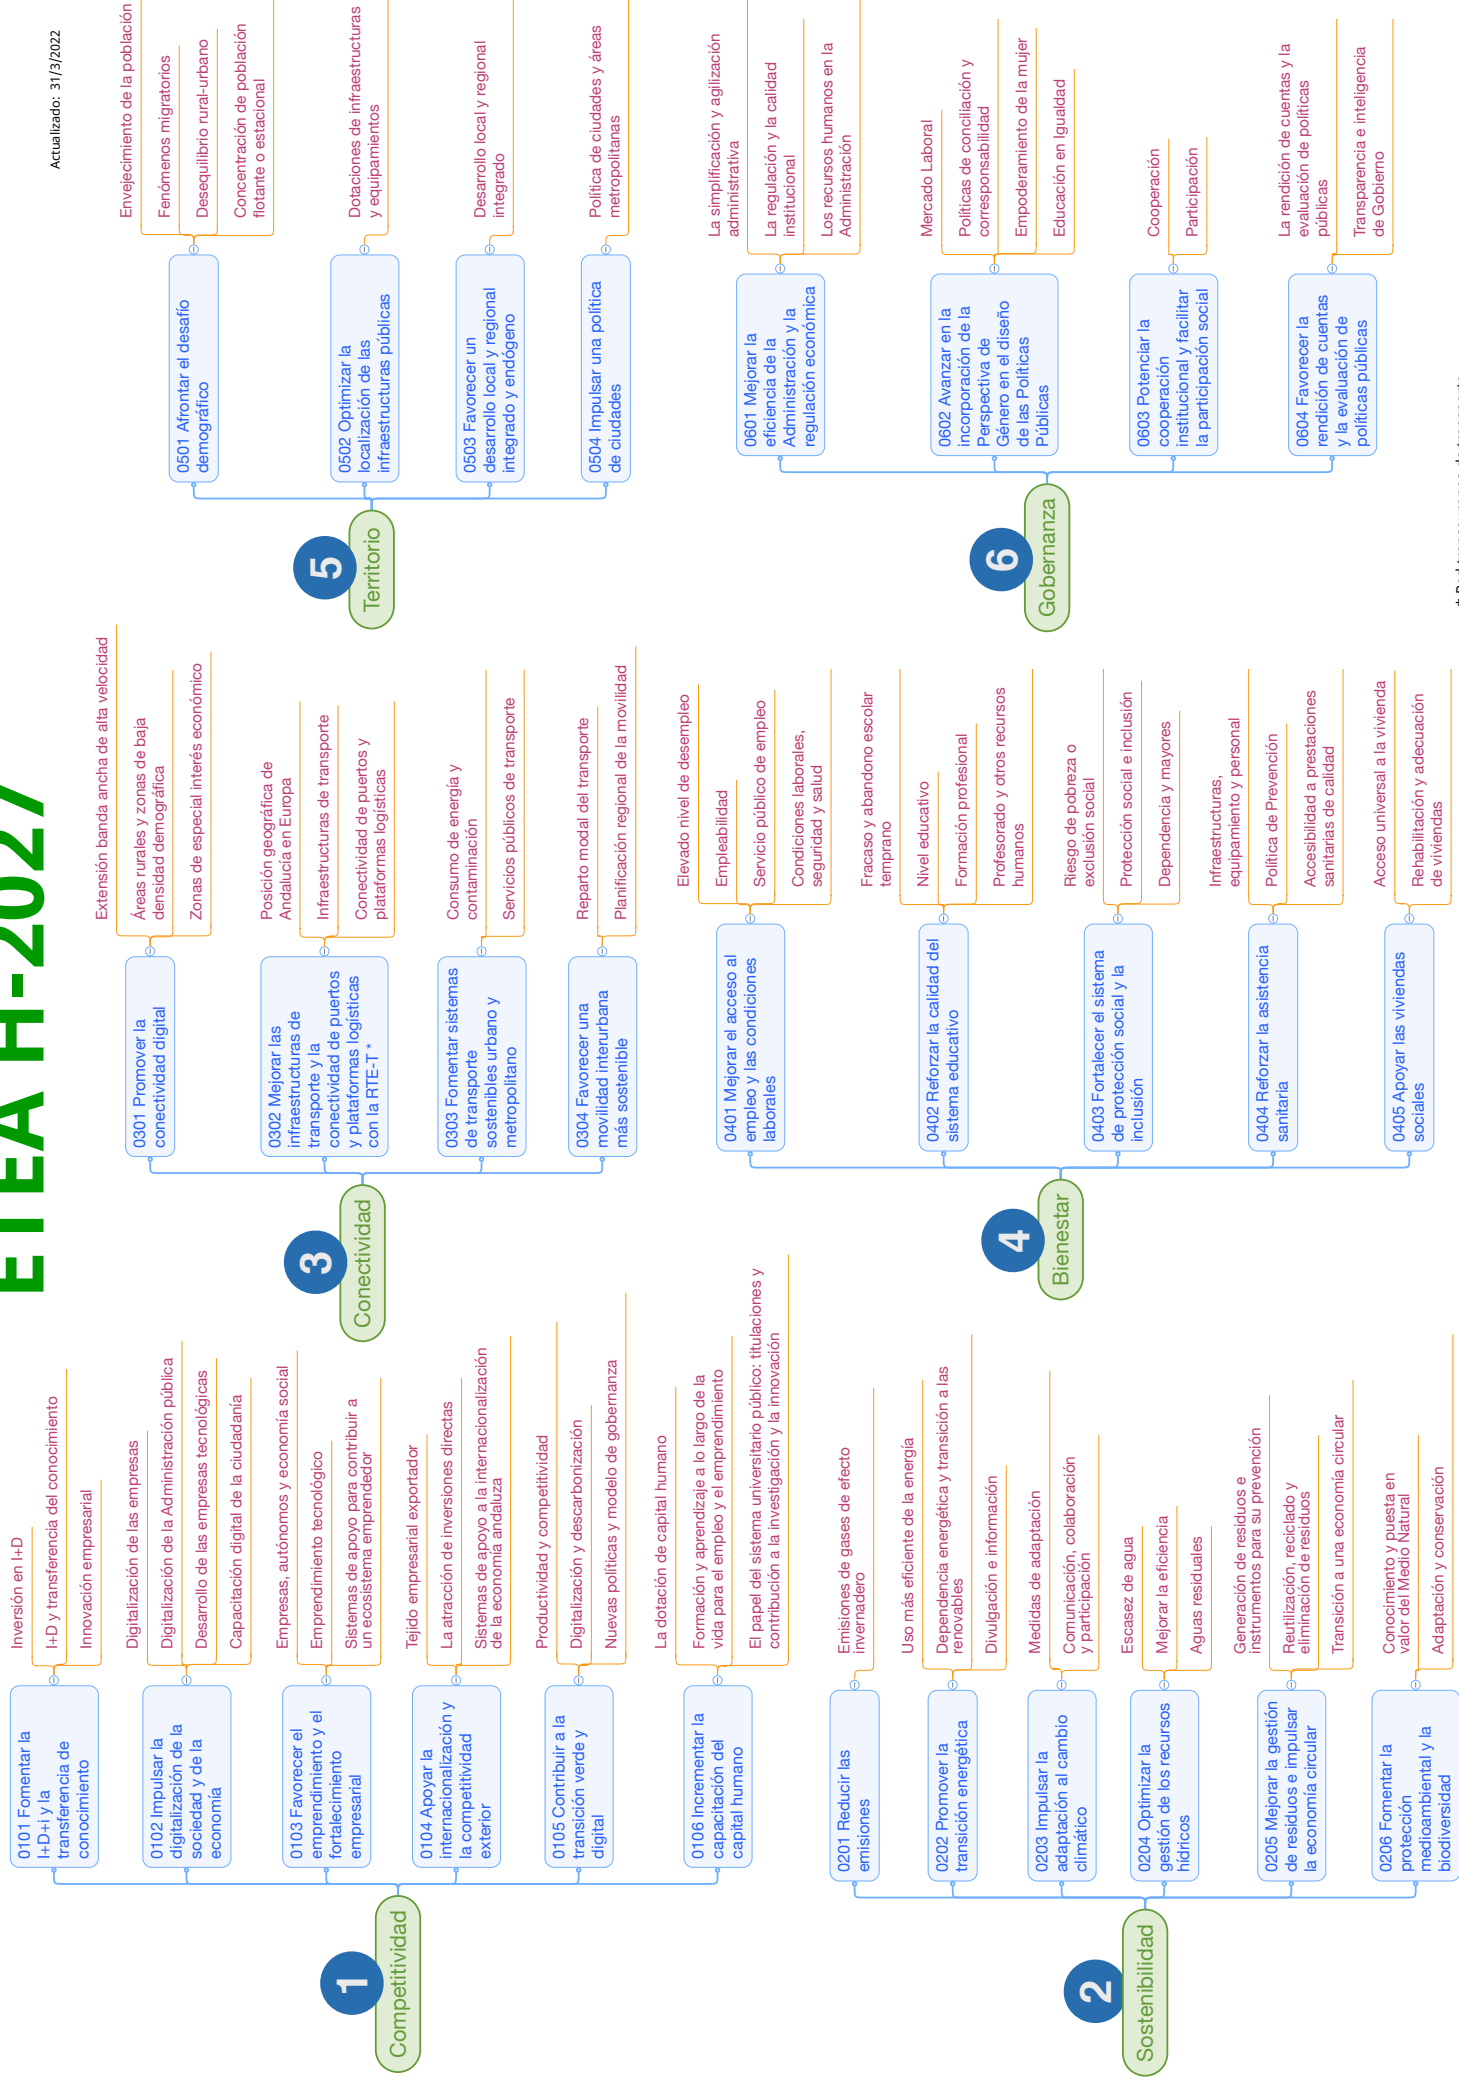 ETEA H-2027
Actualizado: 31/3/2022
1
Competitividad
0101 Fomentar la
I+D+i y la
transferencia de
conocimiento
Inversión en I+D
I+D y transferencia del conocimiento
Innovación empresarial
0102 Impulsar la
digitalización de la
sociedad y de la
economía
Digitalización de las empresas
Digitalización de la Administración pública
Desarrollo de las empresas tecnológicas
Capacitación digital de la ciudadanía
0103 Favorecer el
emprendimiento y el
fortalecimiento
empresarial
Empresas, autónomos y economía social
Emprendimiento tecnológico
Sistemas de apoyo para contribuir a
un ecosistema emprendedor
0104 Apoyar la
internacionalización y
la competitividad
exterior
Tejido empresarial exportador
La atracción de inversiones directas
Sistemas de apoyo a la internacionalización
de la economía andaluza
0105 Contribuir a la
transición verde y
digital
Productividad y competitividad
Digitalización y descarbonización
Nuevas políticas y modelo de gobernanza
0106 Incrementar la
capacitación del
capital humano
La dotación de capital humano
Formación y aprendizaje a lo largo de la
vida para el empleo y el emprendimiento
El papel del sistema universitario público: titulaciones y
contribución a la investigación y la innovación
2
Sostenibilidad
0201 Reducir las
emisiones
Emisiones de gases de efecto
invernadero
0202 Promover la
transición energética
Uso más eficiente de la energía
Dependencia energética y transición a las
renovables
Divulgación e información
0203 Impulsar la
adaptación al cambio
climático
Medidas de adaptación
Comunicación, colaboración
y participación
0204 Optimizar la
gestión de los recursos
hídricos
Escasez de agua
Mejorar la eficiencia
Aguas residuales
0205 Mejorar la gestión
de residuos e impulsar
la economía circular
Generación de residuos e
instrumentos para su prevención
Reutilización, reciclado y
eliminación de residuos
Transición a una economía circular
0206 Fomentar la
protección
medioambiental y la
biodiversidad
Conocimiento y puesta en
valor del Medio Natural
Adaptación y conservación
3
Conectividad
0301 Promover la
conectividad digital
Extensión banda ancha de alta velocidad
Áreas rurales y zonas de baja
densidad demográfica
Zonas de especial interés económico
0302 Mejorar las
infraestructuras de
transporte y la
conectividad de puertos
y plataformas logísticas
con la RTE-T *
Posición geográfica de
Andalucía en Europa
Infraestructuras de transporte
Conectividad de puertos y
plataformas logísticas
0303 Fomentar sistemas
de transporte
sostenibles urbano y
metropolitano
Consumo de energía y
contaminación
Servicios públicos de transporte
0304 Favorecer una
movilidad interurbana
más sostenible
Reparto modal del transporte
Planificación regional de la movilidad
4
Bienestar
0401 Mejorar el acceso al
empleo y las condiciones
laborales
Elevado nivel de desempleo
Empleabilidad
Servicio público de empleo
Condiciones laborales,
seguridad y salud
0402 Reforzar la calidad del
sistema educativo
Fracaso y abandono escolar
temprano
Nivel educativo
Formación profesional
Profesorado y otros recursos
humanos
0403 Fortalecer el sistema
de protección social y la
inclusión
Riesgo de pobreza o
exclusión social
Protección social e inclusión
Dependencia y mayores
0404 Reforzar la asistencia
sanitaria
Infraestructuras,
equipamiento y personal
Política de Prevención
Accesibilidad a prestaciones
sanitarias de calidad
0405 Apoyar las viviendas
sociales
Acceso universal a la vivienda
Rehabilitación y adecuación
de viviendas
5
Territorio
0501 Afrontar el desafío
demográfico
Envejecimiento de la población
Fenómenos migratorios
Desequilibrio rural-urbano
Concentración de población
flotante o estacional
0502 Optimizar la
localización de las
infraestructuras públicas
Dotaciones de infraestructuras
y equipamientos
0503 Favorecer un
desarrollo local y regional
integrado y endógeno
Desarrollo local y regional
integrado
0504 Impulsar una política
de ciudades
Política de ciudades y áreas
metropolitanas
6
Gobernanza
0601 Mejorar la
eficiencia de la
Administración y la
regulación económica
La simplificación y agilización
administrativa
La regulación y la calidad
institucional
Los recursos humanos en la
Administración
0602 Avanzar en la
incorporación de la
Perspectiva de
Género en el diseño
de las Políticas
Públicas
Mercado Laboral
Políticas de conciliación y
corresponsabilidad
Empoderamiento de la mujer
Educación en Igualdad
0603 Potenciar la
cooperación
institucional y facilitar
la participación social
Cooperación
Participación
0604 Favorecer la
rendición de cuentas
y la evaluación de
políticas públicas
La rendición de cuentas y la
evaluación de políticas
públicas
Transparencia e inteligencia
de Gobierno